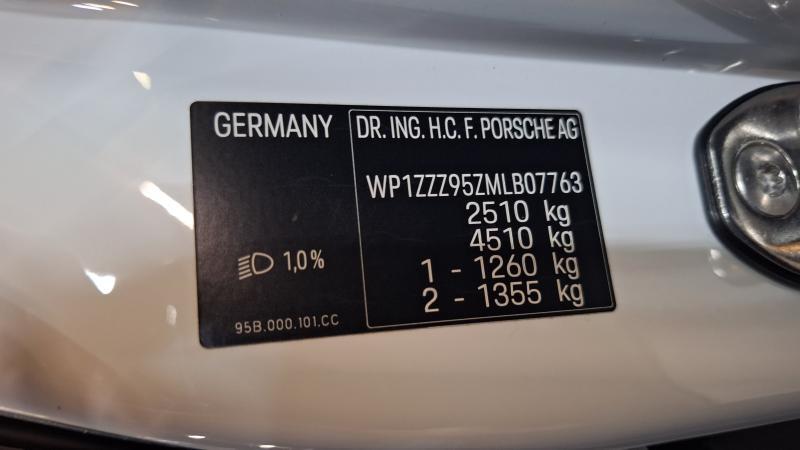 GERMANY
DR. ING. H.C. F. PORSCHE AG
WP1ZZZ95ZMLB07763
2510 kg
4510 kg
1 - 1260 kg
2 - 1355 kg
1,0%
95B.000.101.CC